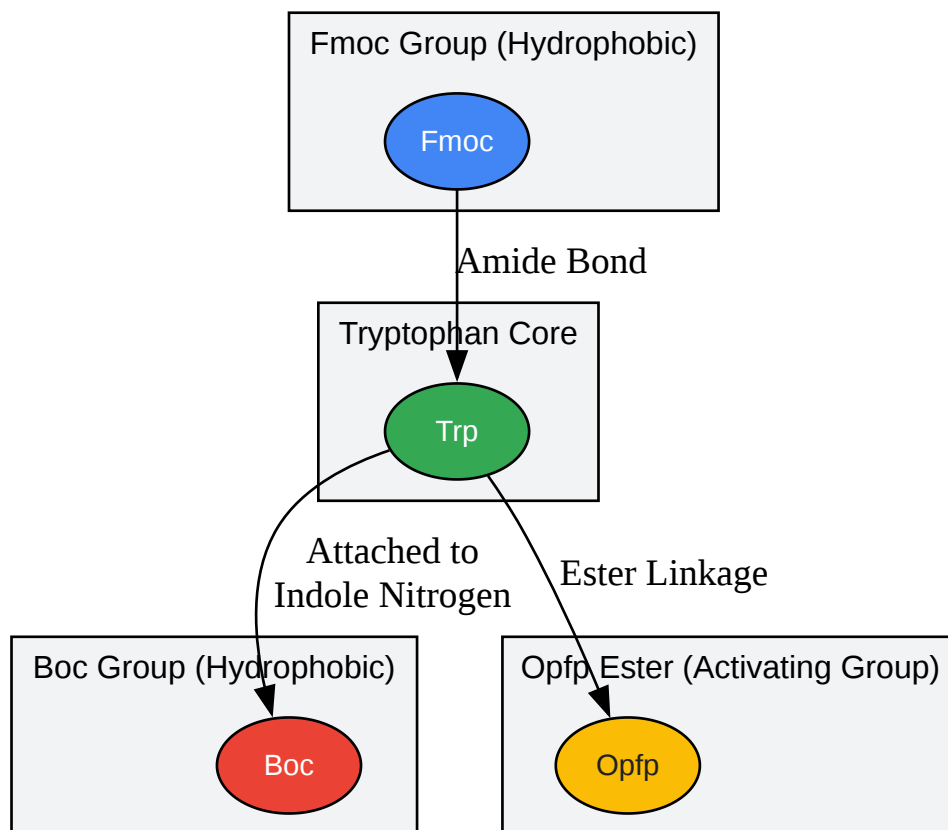 Fmoc Group (Hydrophobic)
Fmoc
Amide Bond
Tryptophan Core
Trp
Attached to
Indole Nitrogen
Ester Linkage
Boc Group (Hydrophobic)
Boc
Opfp Ester (Activating Group)
Opfp